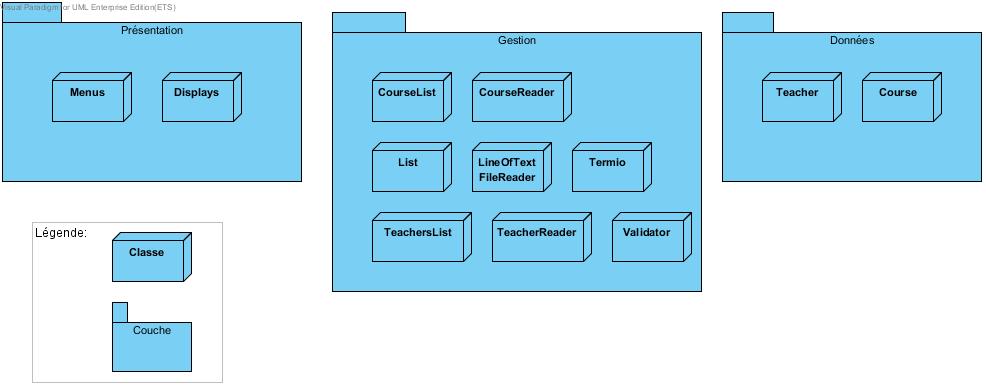 Visual Paradigm for UML Enterprise Edition(ETS)
Présentation
Menus
Displays
Gestion
CourseList
CourseReader
List
LineOfText
FileReader
Termio
TeachersList
TeacherReader
Validator
Données
Teacher
Course
Légende:
Classe
Couche